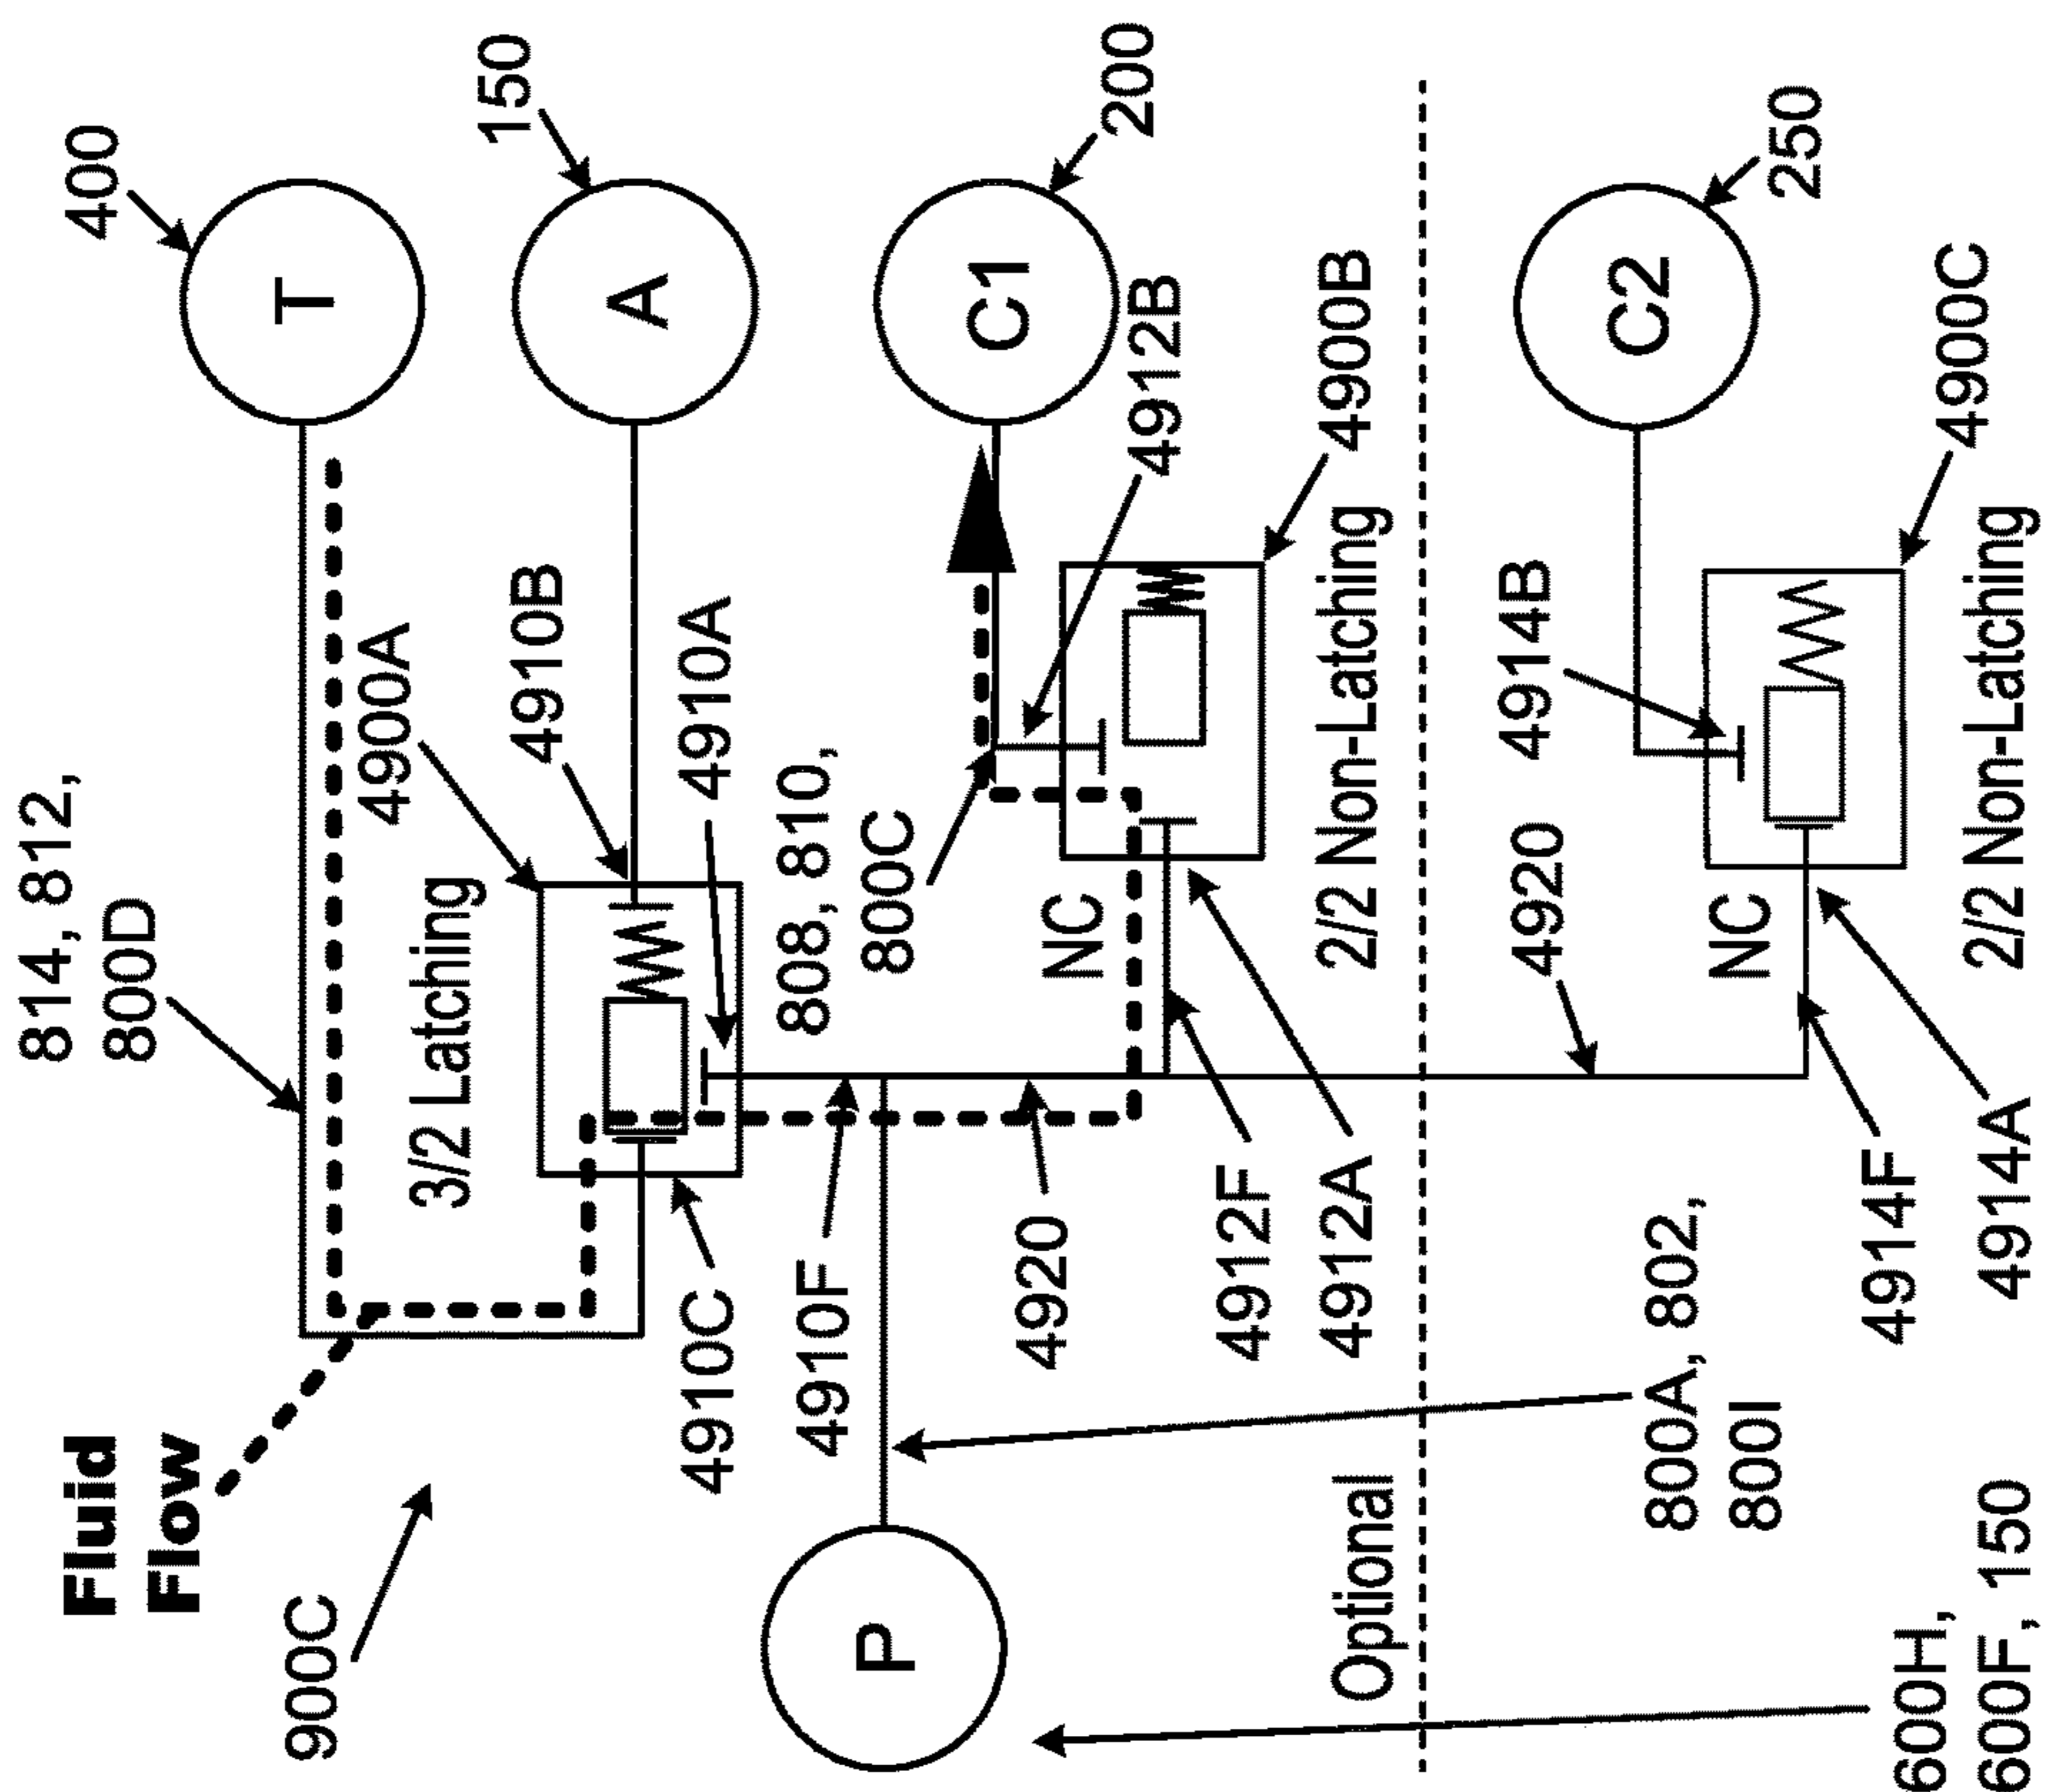 814, 812,
800D
Fluid
Flow
400
900C
T
4900A
3/2 Latching
150
4910B
A
4910C
4910A
808, 810,
800C
4910F
P
C1
4920
NC
200
4912B
4912F
4912A
2/2 Non-Latching
4900B
Optional
4920
4914B
C2
800A, 802,
800I
NC
250
4914F
600H,
600F, 150
4914A
2/2 Non-Latching
4900C